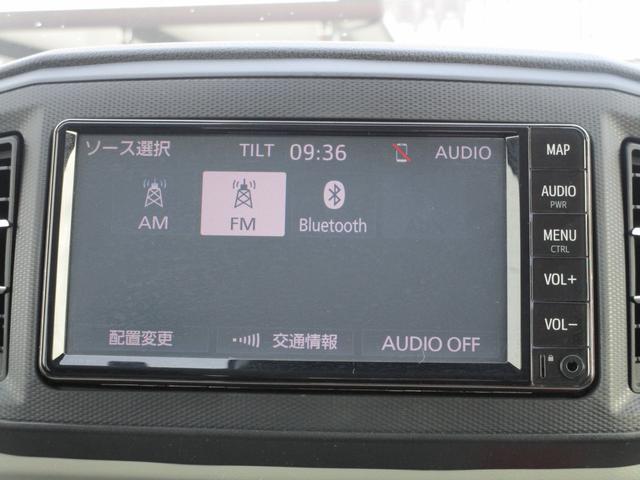 ソース選択 TILT 09:36 AUDIO
AM FM Bluetooth
配置変更 交通情報 AUDIO OFF
MAP
AUDIO
PWR
MENU
CTRL
VOL+
VOL-